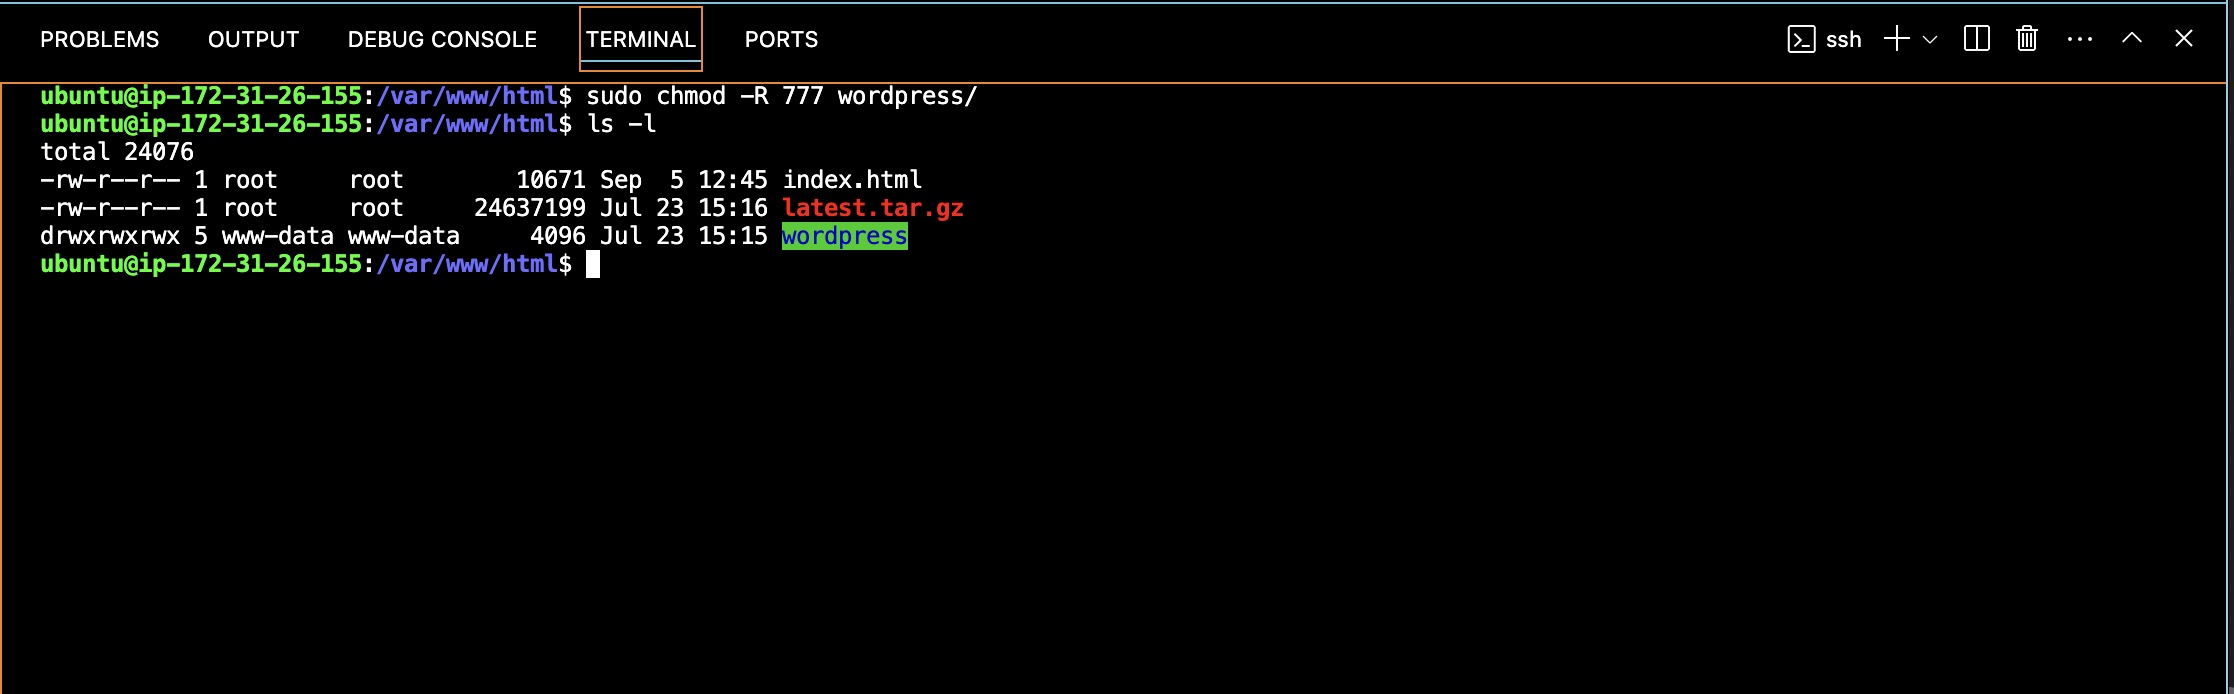 PROBLEMS OUTPUT DEBUG CONSOLE TERMINAL PORTS ssh
ubuntu@ip-172-31-26-155:/var/www/html$ sudo chmod -R 777 wordpress/
ubuntu@ip-172-31-26-155:/var/www/html$ ls -l
total 24076
-rw-r--r-- 1 root     root        10671 Sep  5 12:45 index.html
-rw-r--r-- 1 root     root     24637199 Jul 23 15:16 latest.tar.gz
drwxrwxrwx 5 www-data www-data     4096 Jul 23 15:15 wordpress
ubuntu@ip-172-31-26-155:/var/www/html$